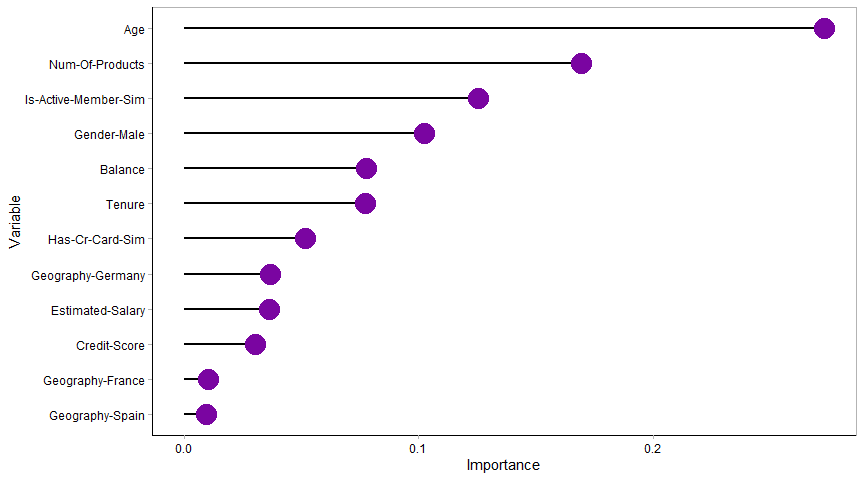 Age
Num-Of-Products
Is-Active-Member-Sim
Gender-Male
Balance
Tenure
Has-Cr-Card-Sim
Geography-Germany
Estimated-Salary
Credit-Score
Geography-France
Geography-Spain
Variable
0.0 0.1 0.2
Importance